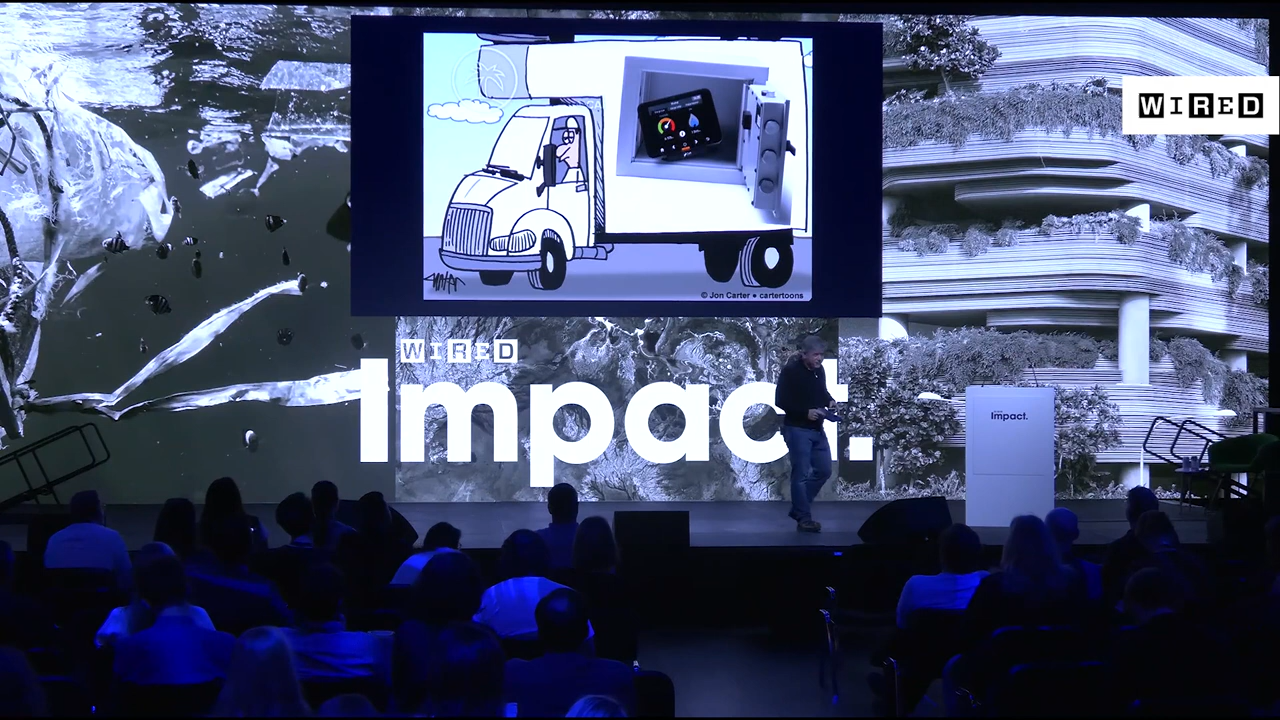 WIRED
© Jon Carter • cartertoons
WIRED
Impact.
Impact.